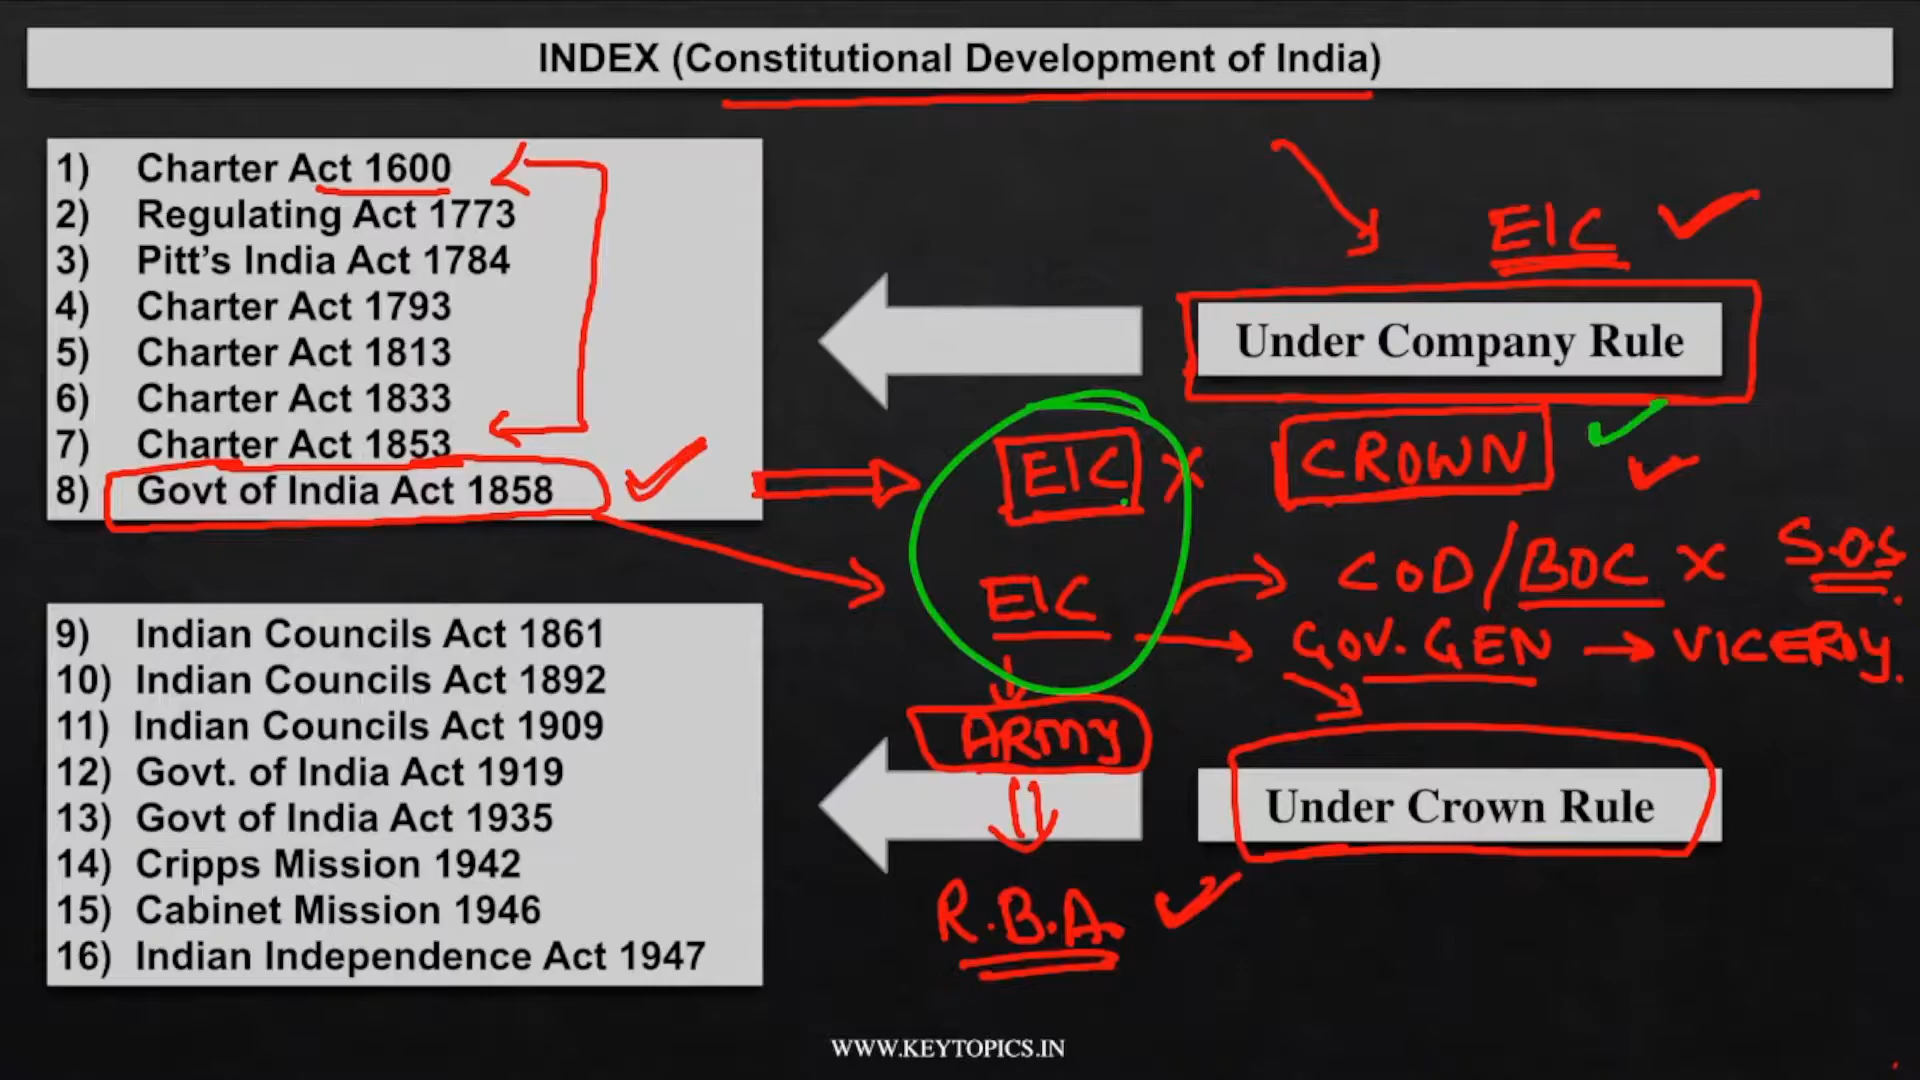 INDEX (Constitutional Development of India)
1) Charter Act 1600
2) Regulating Act 1773
3) Pitt’s India Act 1784
4) Charter Act 1793
5) Charter Act 1813
6) Charter Act 1833
7) Charter Act 1853
8) Govt of India Act 1858
EIC
Under Company Rule
EIC X CROWN
EIC
COD/BOC X S.O.S.
GOV. GEN → VICEROY.
ARMY
R.B.A.
9) Indian Councils Act 1861
10) Indian Councils Act 1892
11) Indian Councils Act 1909
12) Govt. of India Act 1919
13) Govt of India Act 1935
14) Cripps Mission 1942
15) Cabinet Mission 1946
16) Indian Independence Act 1947
Under Crown Rule
WWW.KEYTOPICS.IN